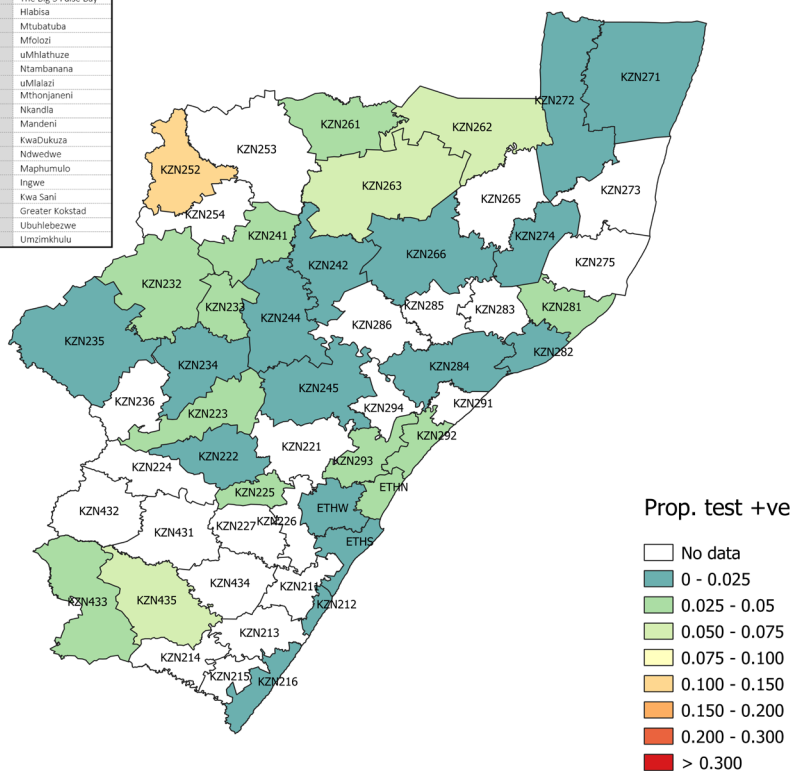 The Big 5 False Bay
Hlabisa
Mtubatuba
Mfolozi
uMhlathuze
Ntambanana
uMlalazi
Mthonjaneni
Nkandla
Mandeni
KwaDukuza
Ndwedwe
Maphumulo
Ingwe
Kwa Sani
Greater Kokstad
Ubuhlebezwe
Umzimkhulu
KZN271
KZN272
KZN261
KZN262
KZN253
KZN252
KZN263
KZN273
KZN265
KZN254
KZN241
KZN274
KZN266
KZN275
KZN242
KZN232
KZN233
KZN285
KZN281
KZN283
KZN244
KZN286
KZN235
KZN282
KZN234
KZN284
KZN245
KZN236
KZN291
KZN294
KZN223
KZN292
KZN221
KZN222
KZN293
KZN224
ETHN
KZN225
ETHW
KZN432
KZN227
KZN226
KZN431
ETHS
KZN434
KZN211
KZN433
KZN435
KZN212
KZN213
KZN214
KZN215
KZN216
Prop. test +ve
No data
0 - 0.025
0.025 - 0.05
0.050 - 0.075
0.075 - 0.100
0.100 - 0.150
0.150 - 0.200
0.200 - 0.300
> 0.300